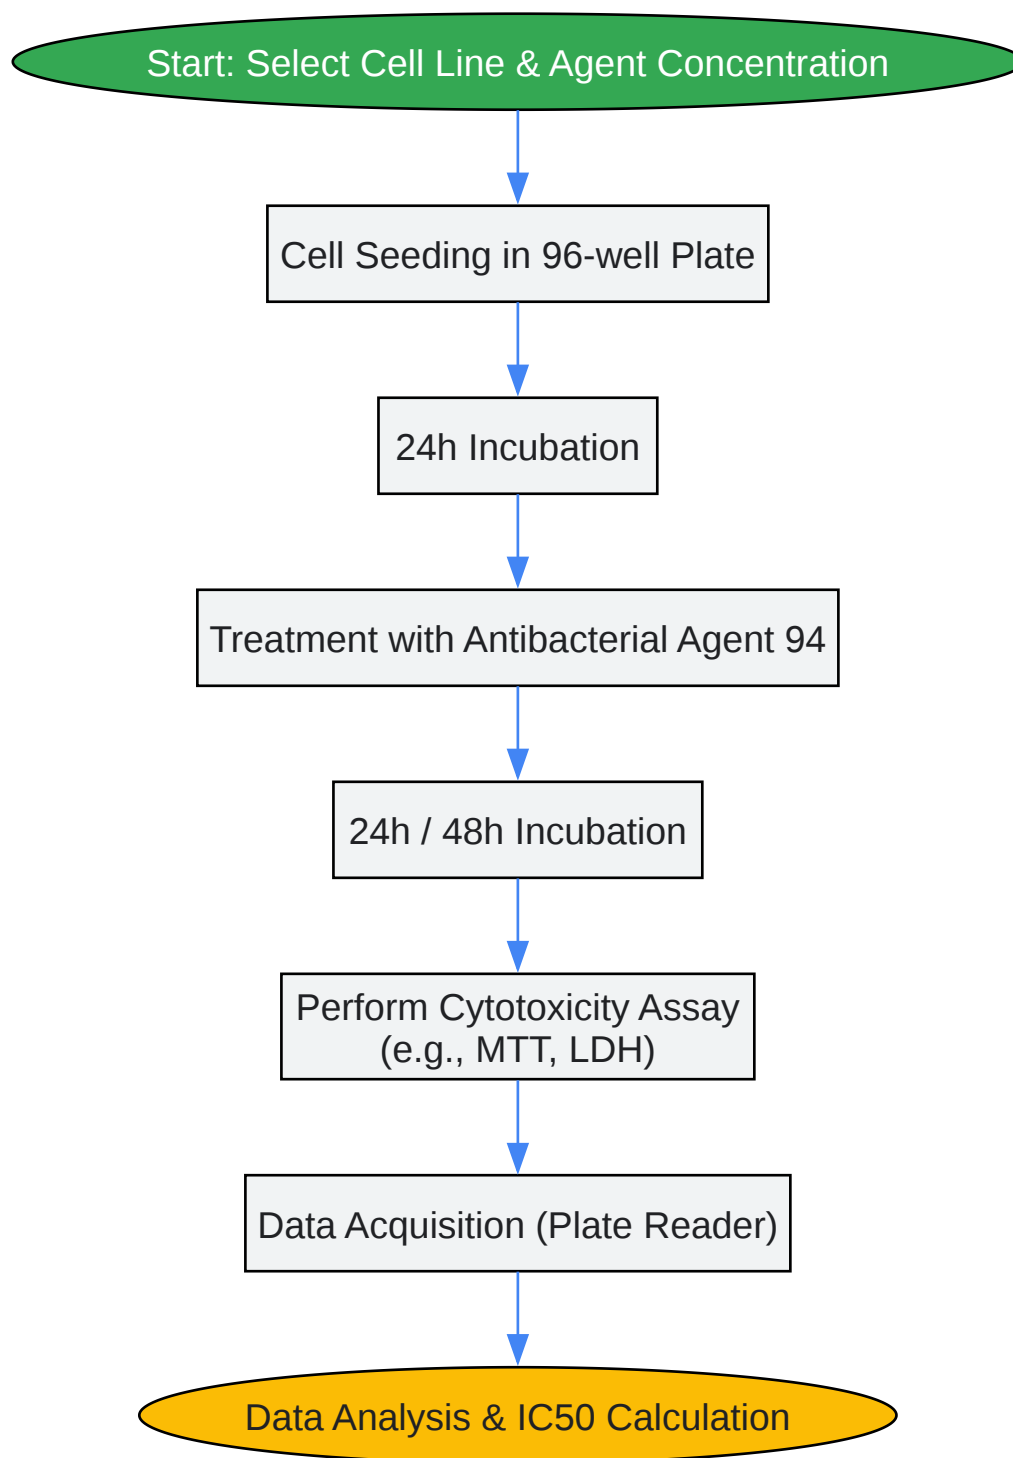 Start: Select Cell Line & Agent Concentration
Cell Seeding in 96-well Plate
24h Incubation
Treatment with Antibacterial Agent 94
24h / 48h Incubation
Perform Cytotoxicity Assay
(e.g., MTT, LDH)
Data Acquisition (Plate Reader)
Data Analysis & IC50 Calculation